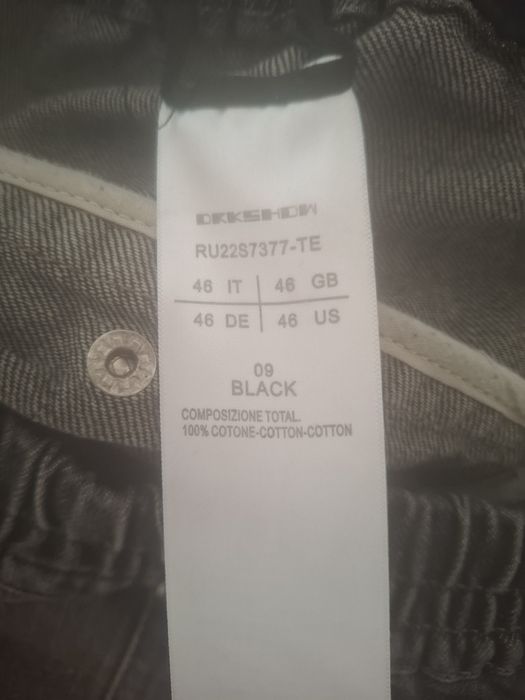 DRKSHDW
RU22S7377-TE
46 IT 46 GB
46 DE 46 US
09
BLACK
COMPOSIZIONE TOTAL.
100% COTONE-COTTON-COTTON